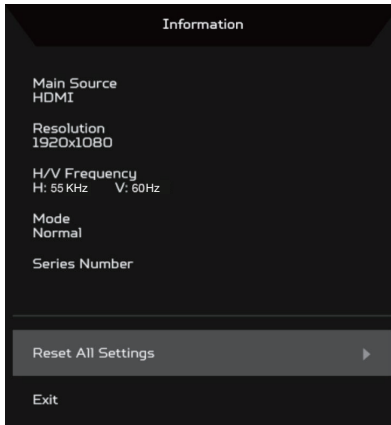 Information
Main Source
HDMI
Resolution
1920x1080
H/V Frequency
H: 55 KHz V: 60Hz
Mode
Normal
Series Number
Reset All Settings
Exit